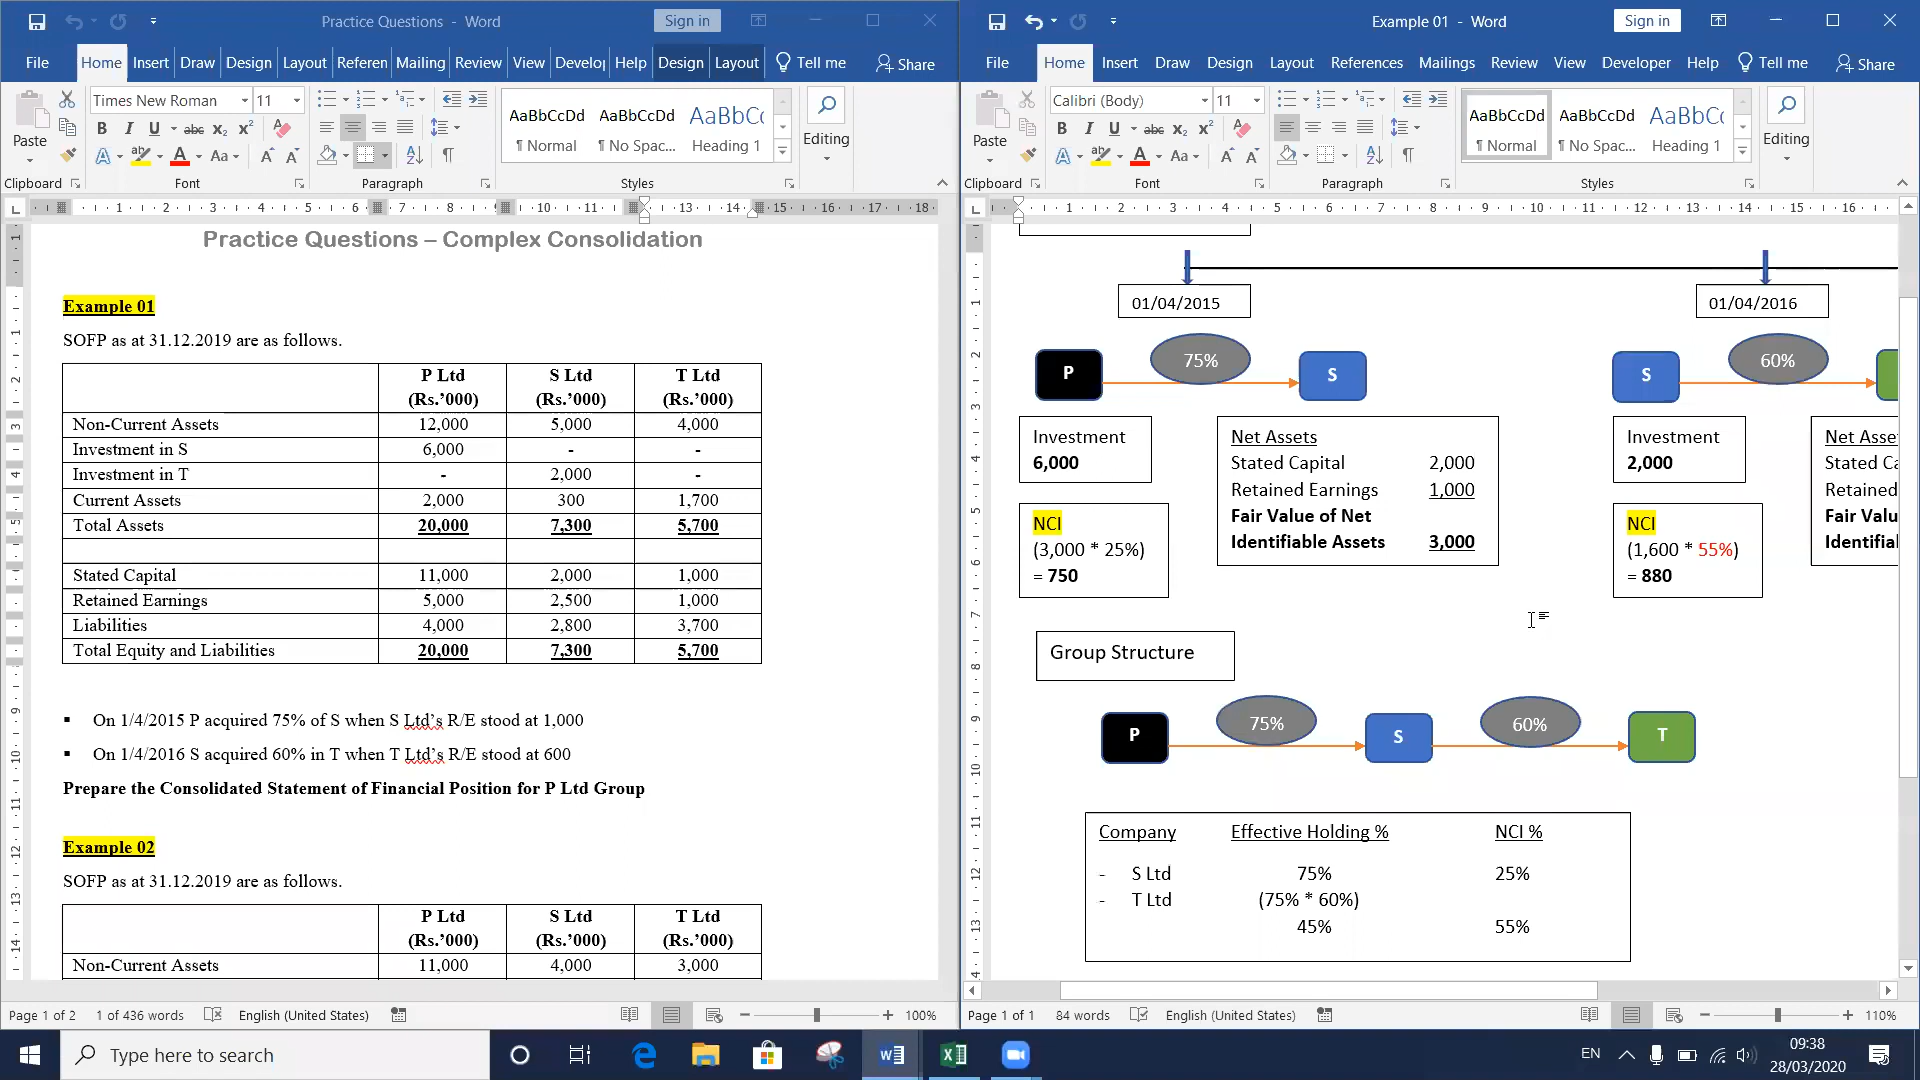 Practice Questions - Word
Sign in
Example 01 - Word
Sign in
File Home Insert Draw Design Layout Referen Mailing Review View Develop Help Design Layout Tell me Share
File Home Insert Draw Design Layout References Mailings Review View Developer Help Tell me Share
Paste
Times New Roman 11
AaBbCcDd AaBbCcDd AaBbCc
¶ Normal ¶ No Spac... Heading 1
Editing
Clipboard Font Paragraph Styles
Paste
Calibri (Body) 11
AaBbCcDd AaBbCcDd AaBbCc
¶ Normal ¶ No Spac... Heading 1
Editing
Clipboard Font Paragraph Styles
Practice Questions – Complex Consolidation
Example 01
SOFP as at 31.12.2019 are as follows.
P Ltd (Rs.'000) S Ltd (Rs.'000) T Ltd (Rs.'000)
Non-Current Assets 12,000 5,000 4,000
Investment in S 6,000 - -
Investment in T - 2,000 -
Current Assets 2,000 300 1,700
Total Assets 20,000 7,300 5,700
Stated Capital 11,000 2,000 1,000
Retained Earnings 5,000 2,500 1,000
Liabilities 4,000 2,800 3,700
Total Equity and Liabilities 20,000 7,300 5,700
▪ On 1/4/2015 P acquired 75% of S when S Ltd's R/E stood at 1,000
▪ On 1/4/2016 S acquired 60% in T when T Ltd's R/E stood at 600
Prepare the Consolidated Statement of Financial Position for P Ltd Group
Example 02
SOFP as at 31.12.2019 are as follows.
P Ltd (Rs.'000) S Ltd (Rs.'000) T Ltd (Rs.'000)
Non-Current Assets 11,000 4,000 3,000
01/04/2015
01/04/2016
P 75% S
S 60%
Investment
6,000
Net Assets
Stated Capital 2,000
Retained Earnings 1,000
Fair Value of Net
Identifiable Assets 3,000
NCI
(3,000 * 25%)
= 750
Investment
2,000
Net Asse
Stated Ca
Retained
Fair Valu
Identifial
NCI
(1,600 * 55%)
= 880
Group Structure
P 75% S 60% T
Company Effective Holding % NCI %
- S Ltd 75% 25%
- T Ltd (75% * 60%)
45% 55%
Page 1 of 2 1 of 436 words English (United States) 100%
Page 1 of 1 84 words English (United States) 110%
Type here to search
EN
09:38
28/03/2020